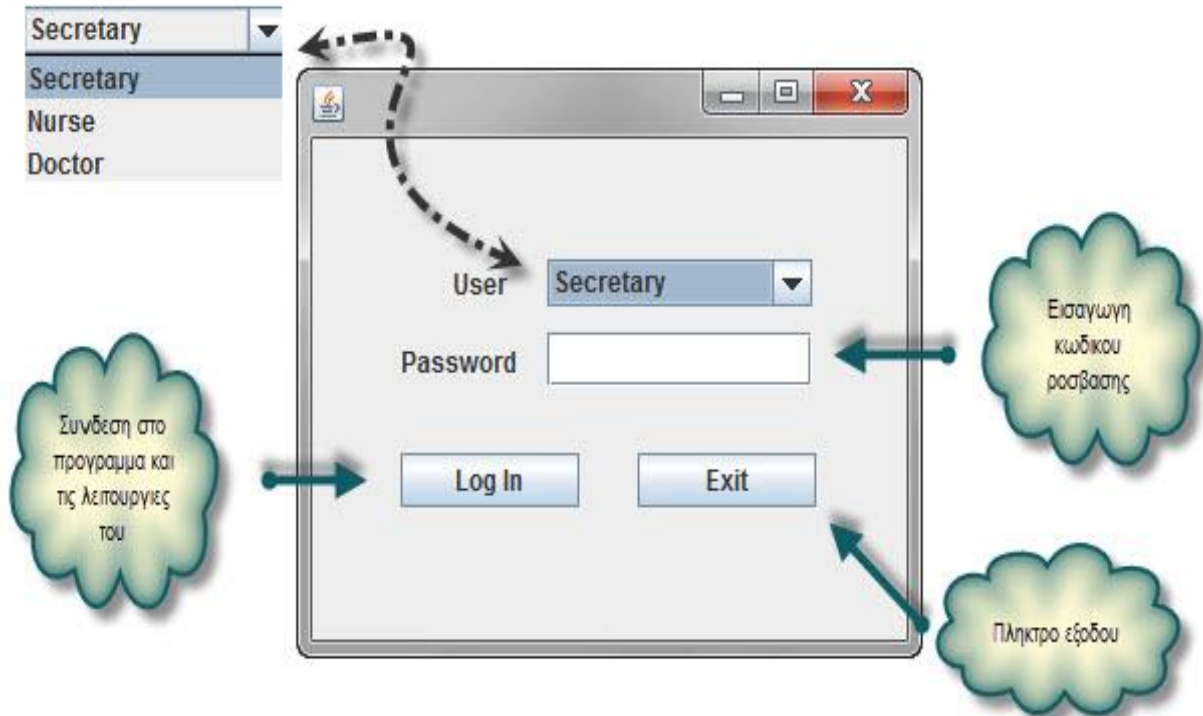 Secretary
Secretary
Nurse
Doctor
User
Secretary
Password
Log In
Exit
Εισαγωγη
κωδικου
ροσβασης
Συνδεση στο
προγραμμα και
τις λειτουργιες
του
Πληκτρο εξοδου